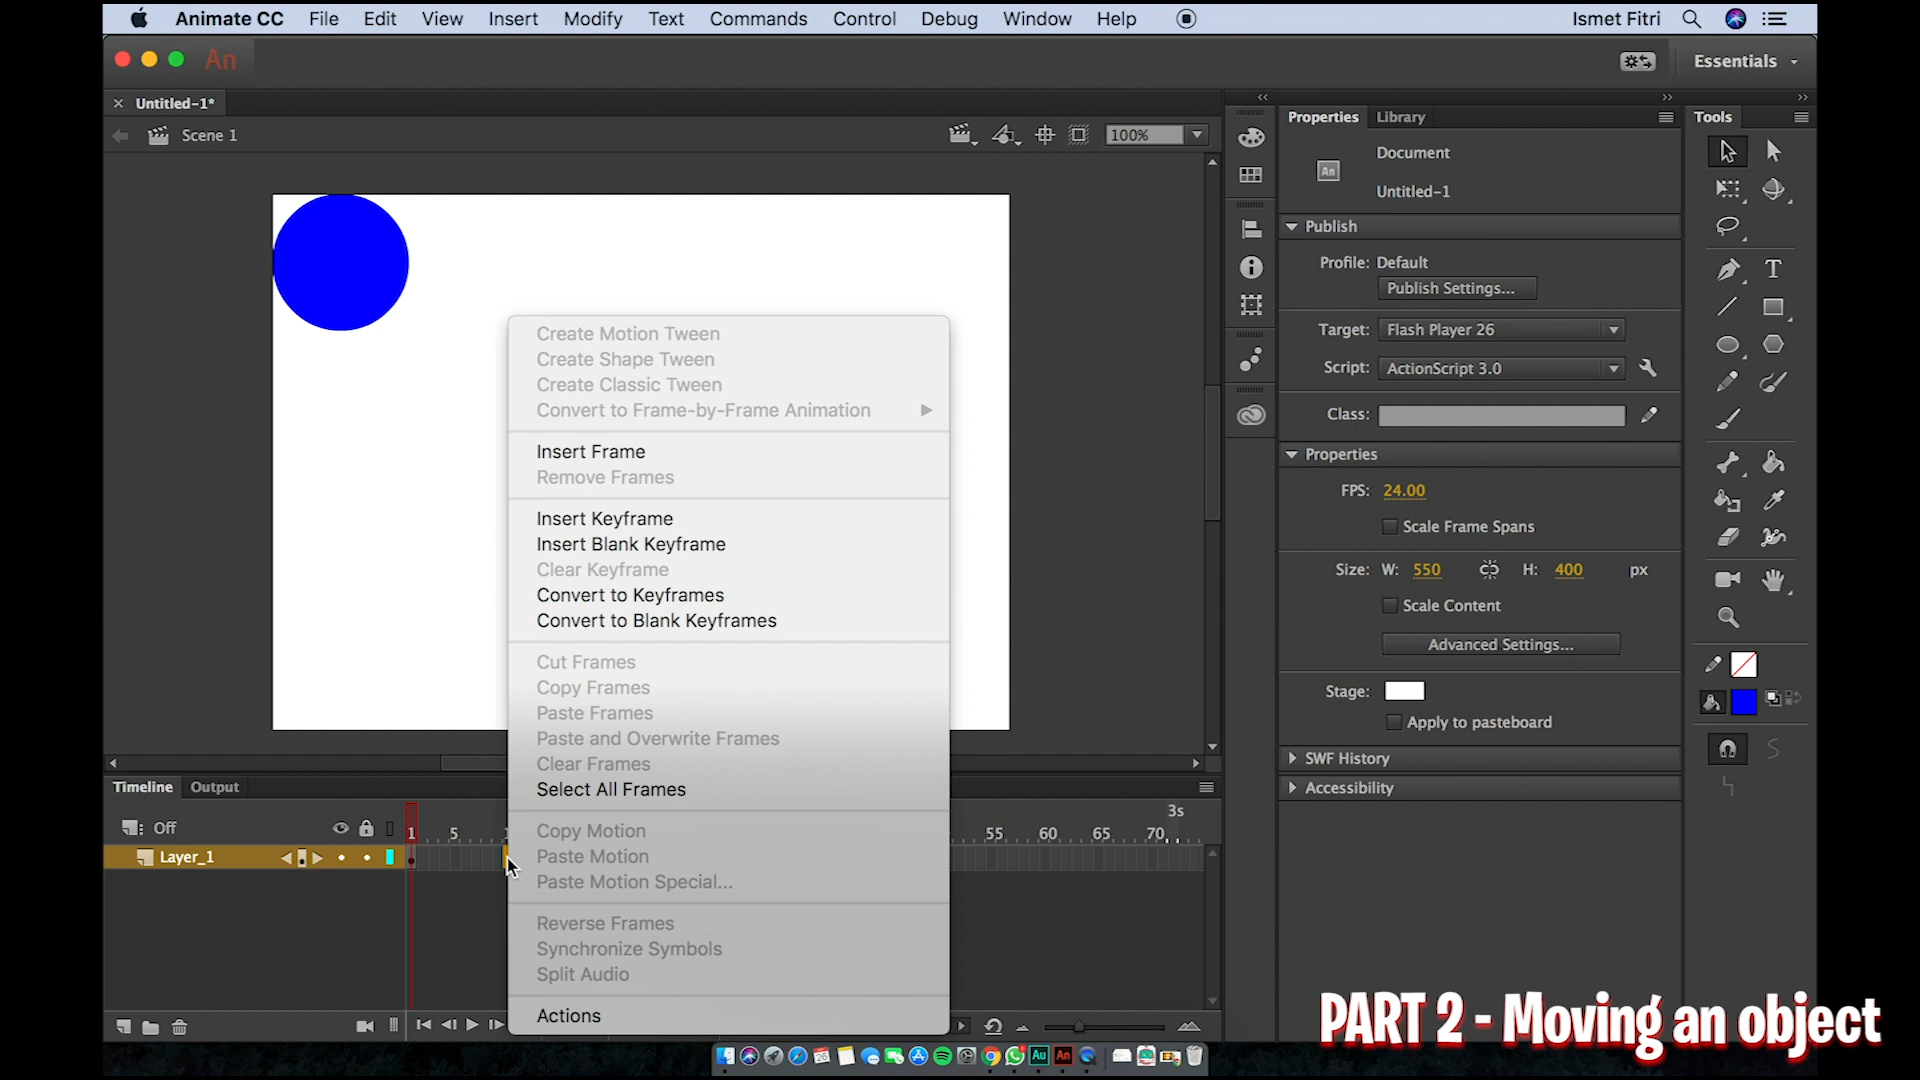 Animate CC File Edit View Insert Modify Text Commands Control Debug Window Help Ismet Fitri
An Essentials
Untitled-1*
Scene 1 100%
Properties Library
Tools
Document
An
Untitled-1
Publish
Profile: Default
Publish Settings...
Target: Flash Player 26
Script: ActionScript 3.0
Class:
Properties
FPS: 24.00
Scale Frame Spans
Size: W: 550 H: 400 px
Scale Content
Advanced Settings...
Stage:
Apply to pasteboard
SWF History
Accessibility
Create Motion Tween
Create Shape Tween
Create Classic Tween
Convert to Frame-by-Frame Animation
Insert Frame
Remove Frames
Insert Keyframe
Insert Blank Keyframe
Clear Keyframe
Convert to Keyframes
Convert to Blank Keyframes
Cut Frames
Copy Frames
Paste Frames
Paste and Overwrite Frames
Clear Frames
Select All Frames
Copy Motion
Paste Motion
Paste Motion Special...
Reverse Frames
Synchronize Symbols
Split Audio
Actions
Timeline Output
3s
Off 1 5 55 60 65 70
Layer_1
PART 2 - Moving an object
Au An